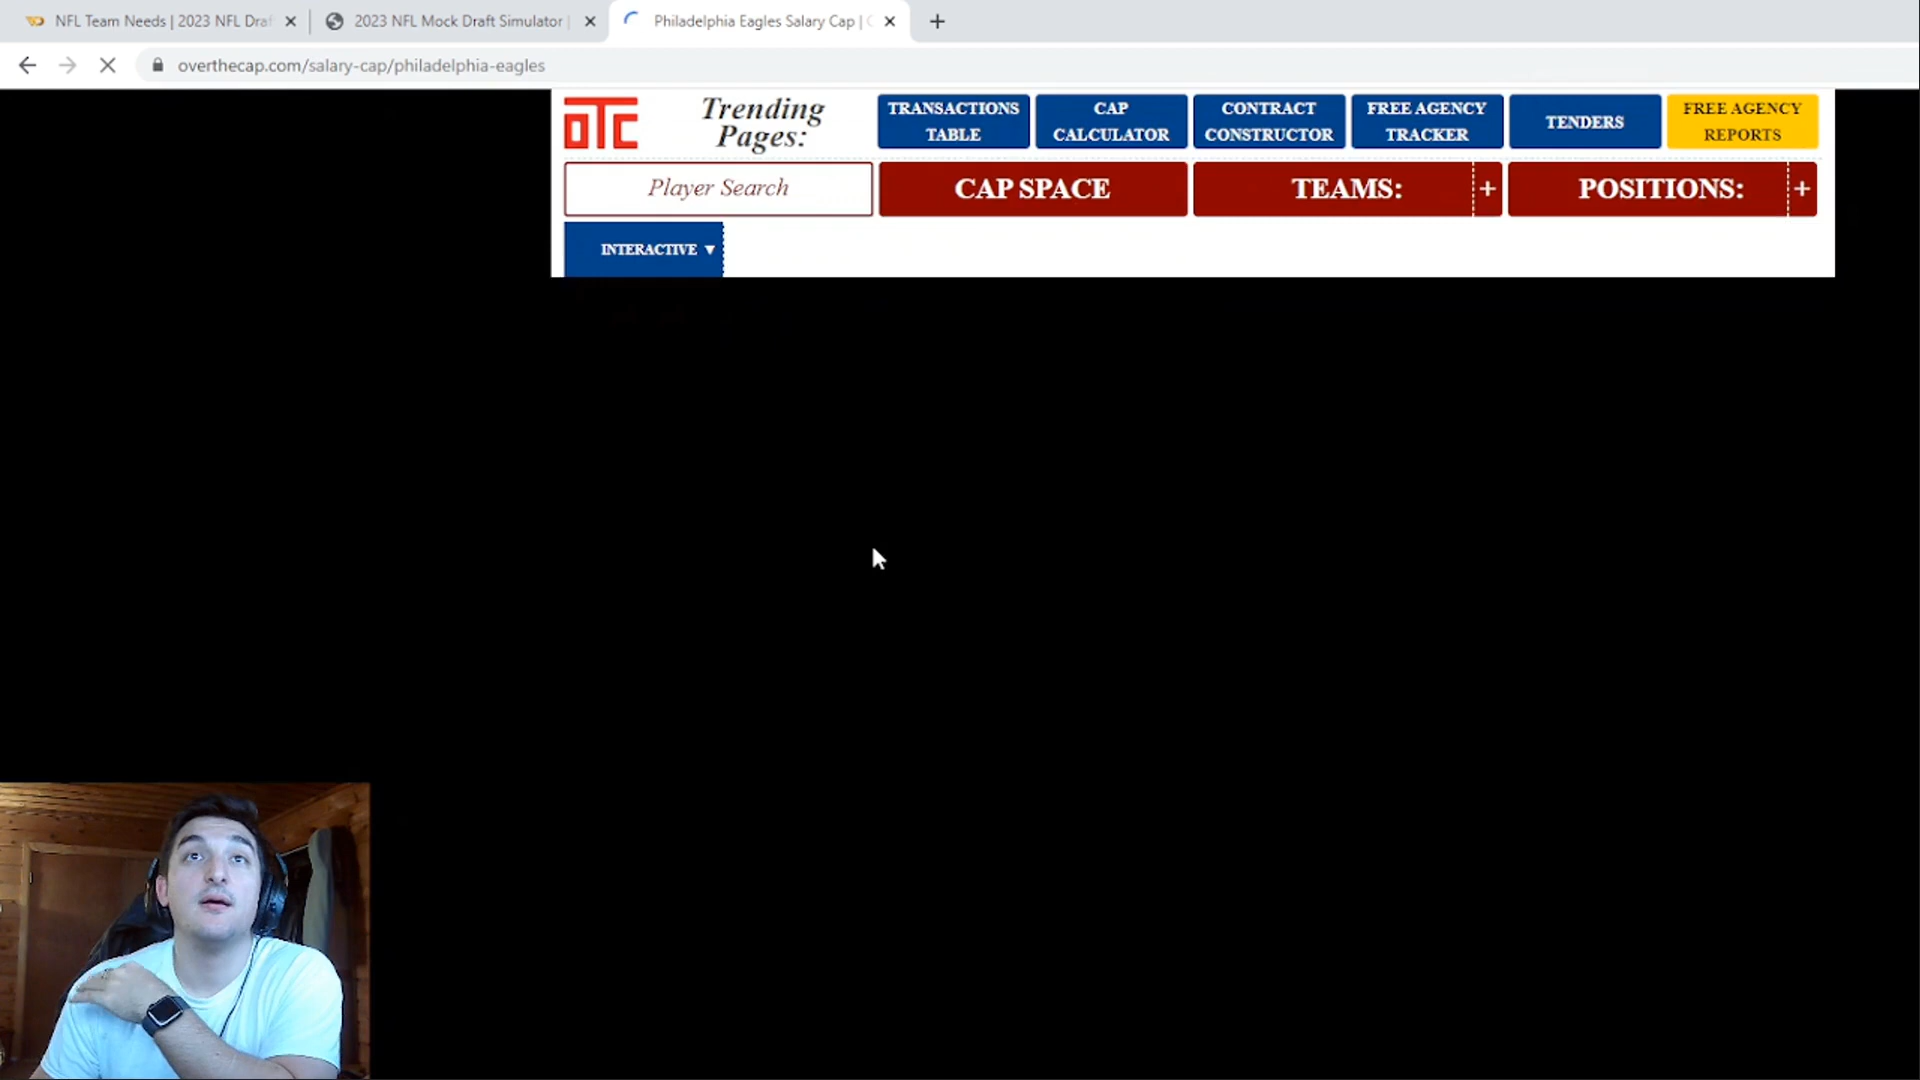 NFL Team Needs | 2023 NFL Draf
2023 NFL Mock Draft Simulator |
Philadelphia Eagles Salary Cap |
overthecap.com/salary-cap/philadelphia-eagles
OTC
Trending
Pages:
TRANSACTIONS
TABLE
CAP
CALCULATOR
CONTRACT
CONSTRUCTOR
FREE AGENCY
TRACKER
TENDERS
FREE AGENCY
REPORTS
Player Search
CAP SPACE
TEAMS: +
POSITIONS: +
INTERACTIVE ▼